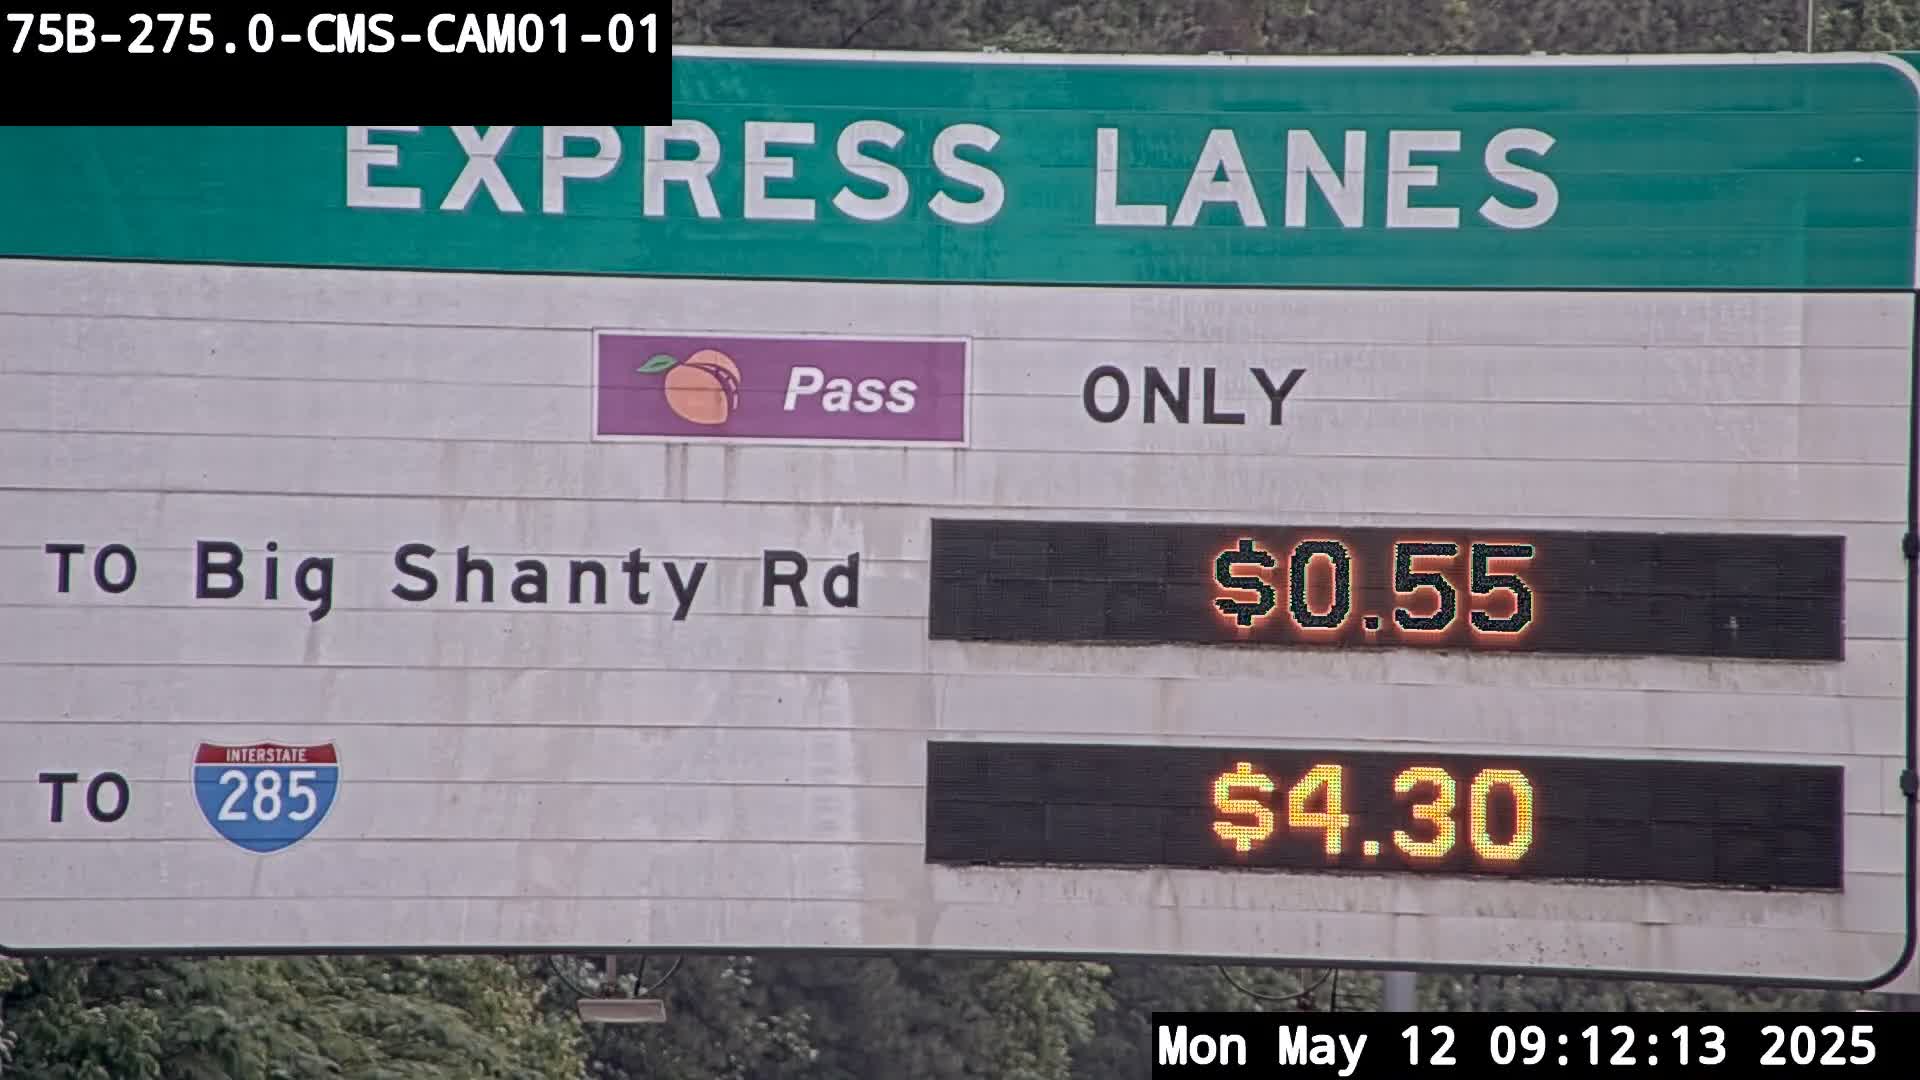 75B-275.0-CMS-CAM01-01
EXPRESS LANES
Pass ONLY
TO Big Shanty Rd $0.55
INTERSTATE
TO 285 $4.30
Mon May 12 09:12:13 2025